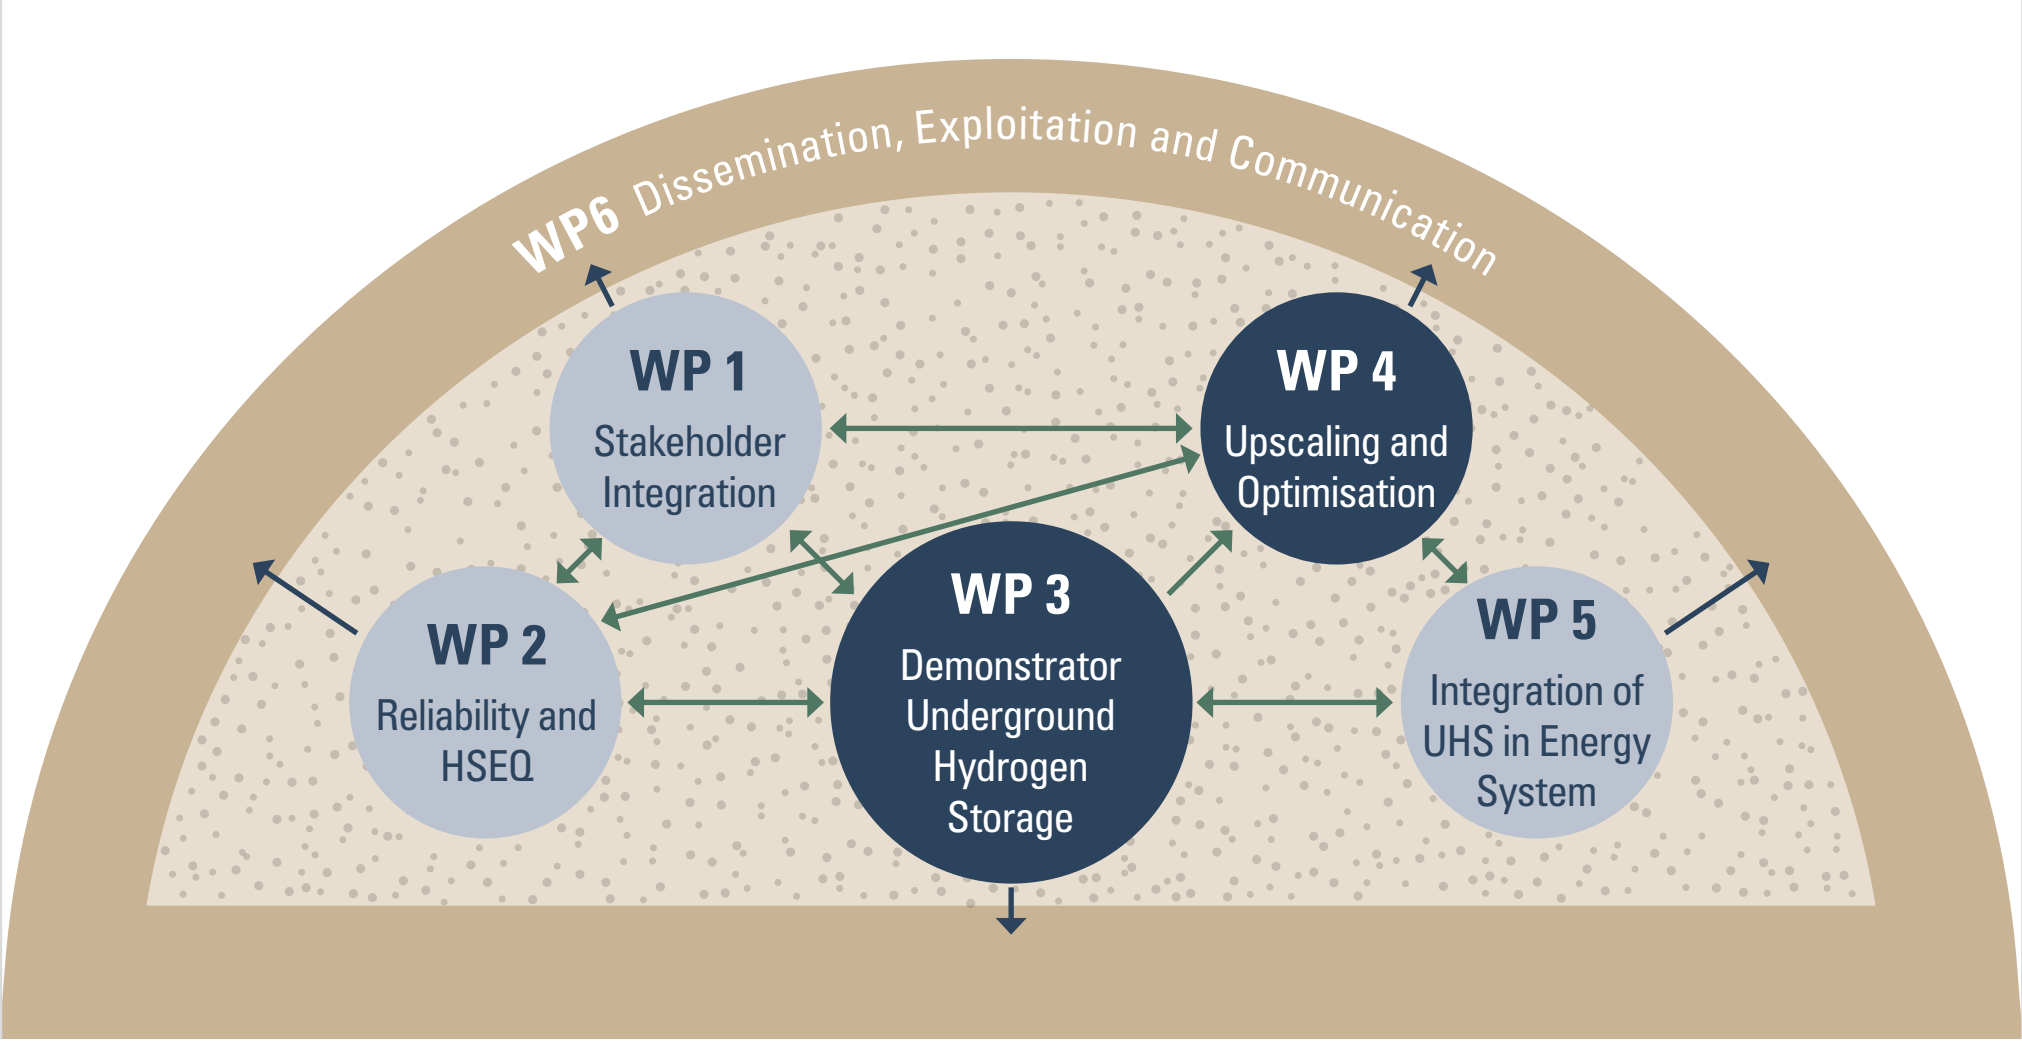 WP6 Dissemination, Exploitation and Communication
WP 1
Stakeholder
Integration
WP 4
Upscaling and
Optimisation
WP 2
Reliability and
HSEQ
WP 3
Demonstrator
Underground
Hydrogen
Storage
WP 5
Integration of
UHS in Energy
System